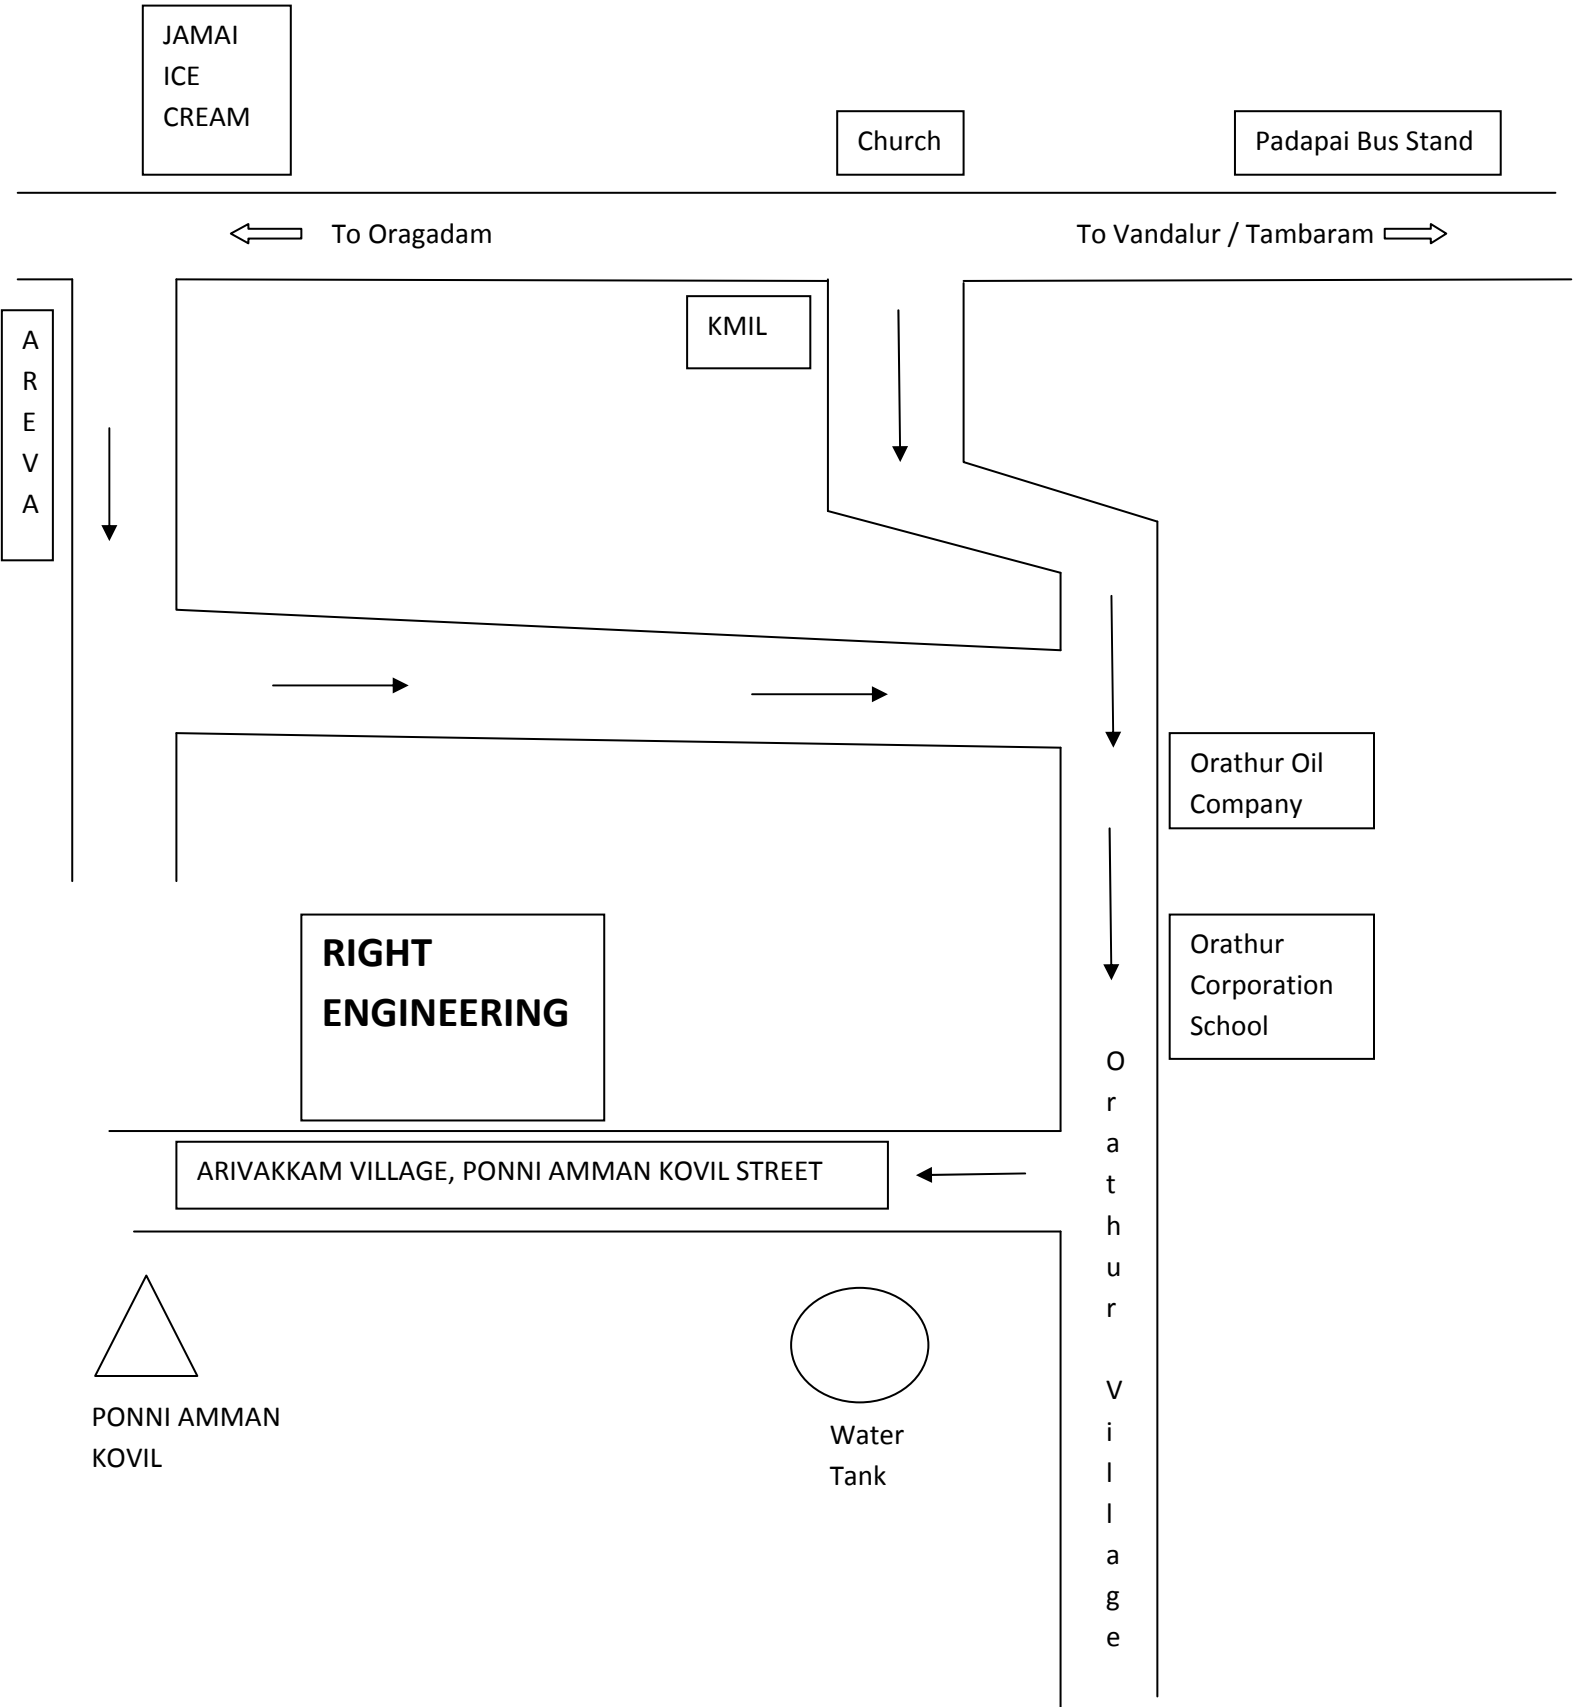 JAMAI
ICE
CREAM
Church
Padapai Bus Stand
To Oragadam
To Vandalur / Tambaram
KMIL
A
R
E
V
A
Orathur Oil
Company
RIGHT
ENGINEERING
Orathur
Corporation
School
ARIVAKKAM VILLAGE, PONNI AMMAN KOVIL STREET
O
r
a
t
h
u
r
V
i
l
l
a
g
e
PONNI AMMAN
KOVIL
Water
Tank